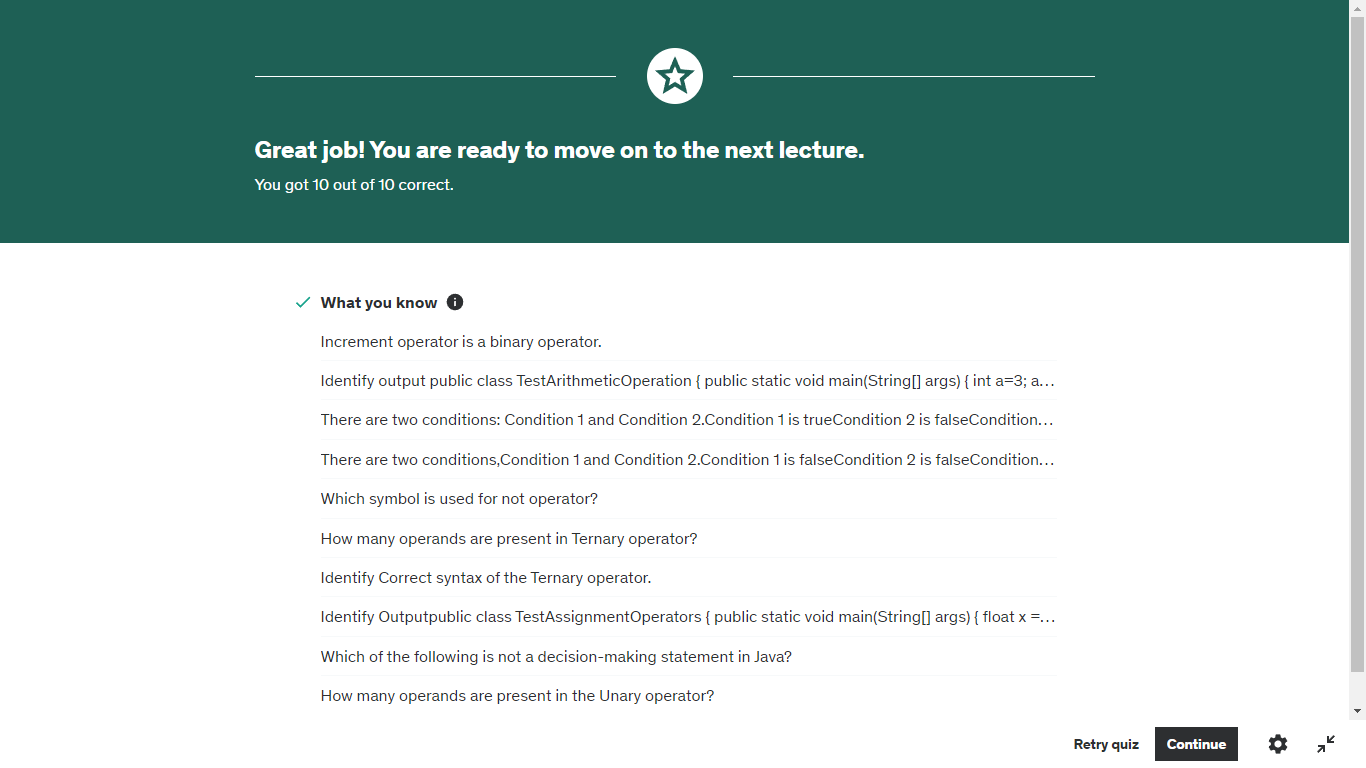 Great job! You are ready to move on to the next lecture.
You got 10 out of 10 correct.
What you know
Increment operator is a binary operator.
Identify output public class TestArithmeticOperation { public static void main(String[] args) { int a=3; a…
There are two conditions: Condition 1 and Condition 2.Condition 1 is trueCondition 2 is falseCondition…
There are two conditions,Condition 1 and Condition 2.Condition 1 is falseCondition 2 is falseCondition…
Which symbol is used for not operator?
How many operands are present in Ternary operator?
Identify Correct syntax of the Ternary operator.
Identify Outputpublic class TestAssignmentOperators { public static void main(String[] args) { float x =…
Which of the following is not a decision-making statement in Java?
How many operands are present in the Unary operator?
Retry quiz Continue